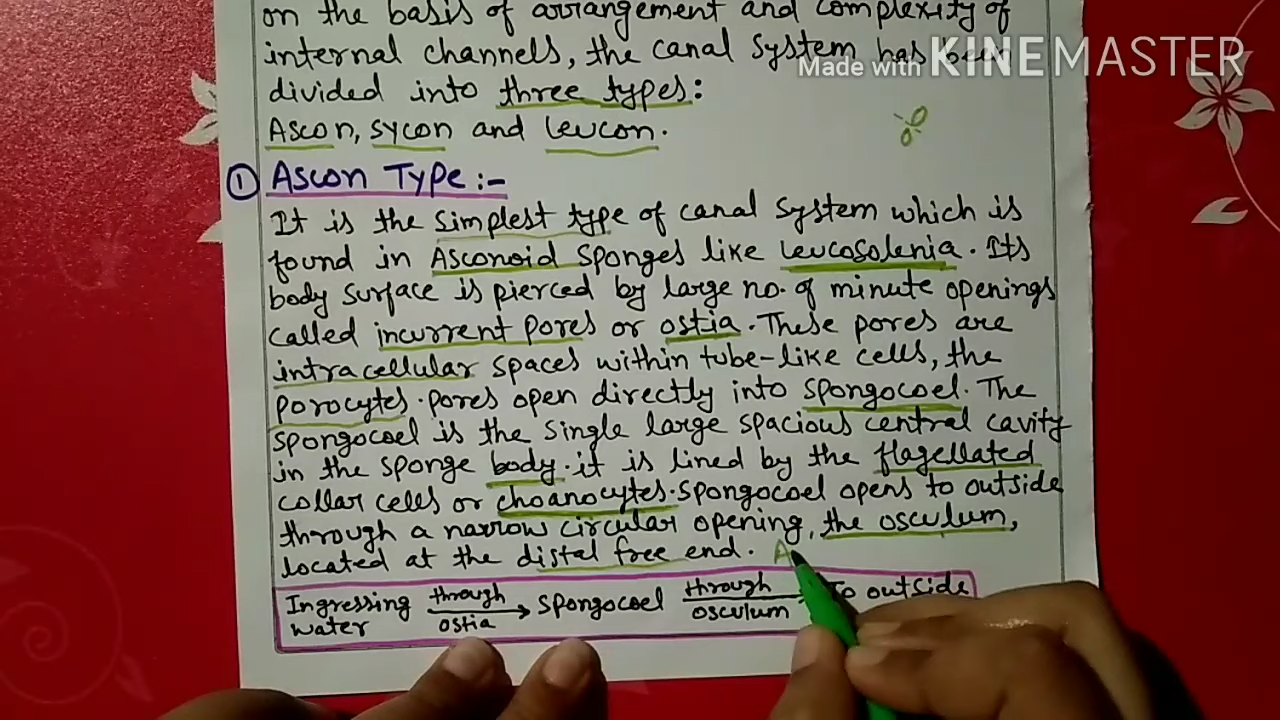 on the basis of arrangement and complexity of
internal channels, the canal system has been
Made with KINEMASTER
divided into three types:
Ascon, sycon and Leucon.
① Ascon Type:-
It is the simplest type of canal system which is
found in Asconoid sponges like Leucosolenia. Its
body surface is pierced by large no. of minute openings
called incurrent pores or ostia. These pores are
intracellular spaces within tube-like cells, the
porocytes. pores open directly into spongocoel. The
spongocoel is the single large spacious central cavity
in the sponge body. it is lined by the flagellated
collar cells or choanocytes. spongocoel opens to outside
through a narrow circular opening, the osculum,
located at the distal free end. A
Ingressing water through ostia → spongocoel through osculum → To outside